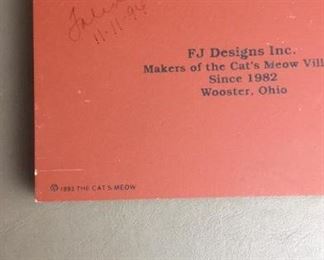 11-11-96
FJ Designs Inc.
Makers of the Cat's Meow Vill
Since 1982
Wooster, Ohio
© 1993 THE CAT'S MEOW